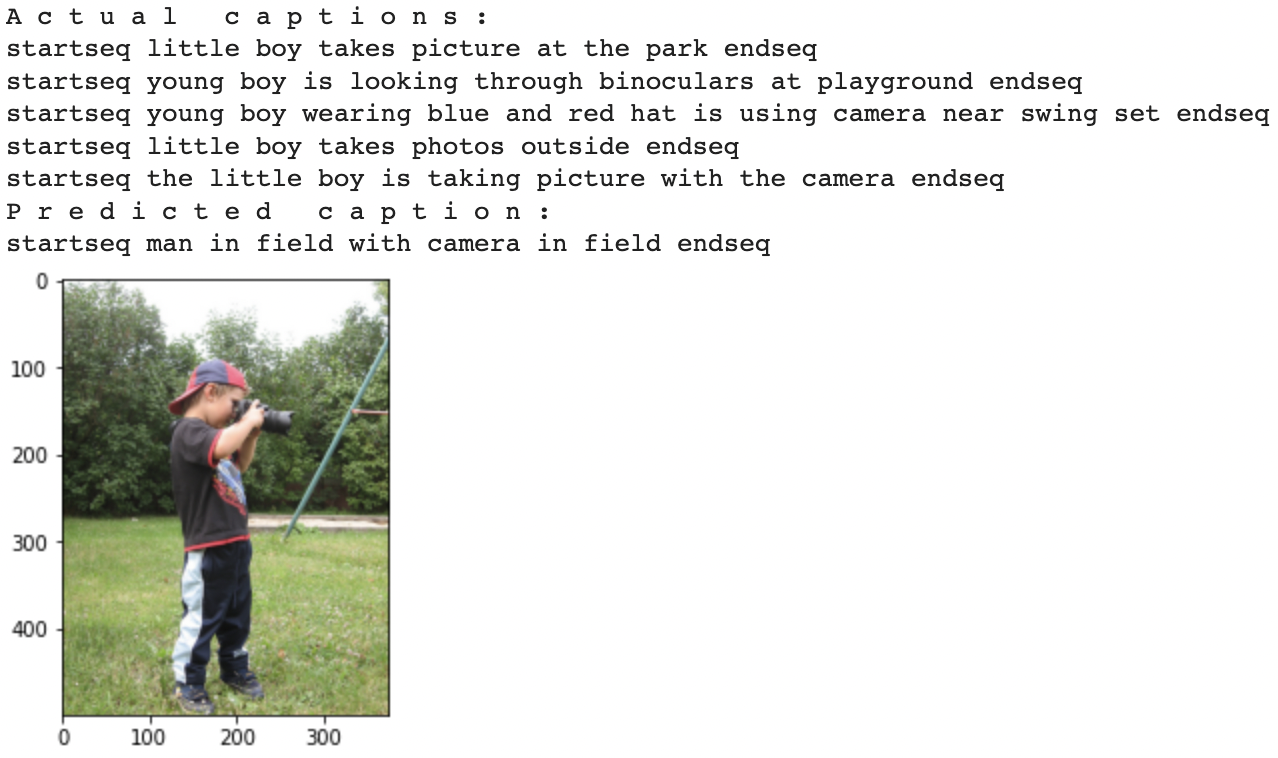 A c t u a l   c a p t i o n s :
startseq little boy takes picture at the park endseq
startseq young boy is looking through binoculars at playground endseq
startseq young boy wearing blue and red hat is using camera near swing set endseq
startseq little boy takes photos outside endseq
startseq the little boy is taking picture with the camera endseq
P r e d i c t e d   c a p t i o n :
startseq man in field with camera in field endseq
0
100
200
300
400
0 100 200 300